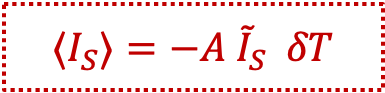 ⟨I_S⟩ = −A Ĩ_S δT